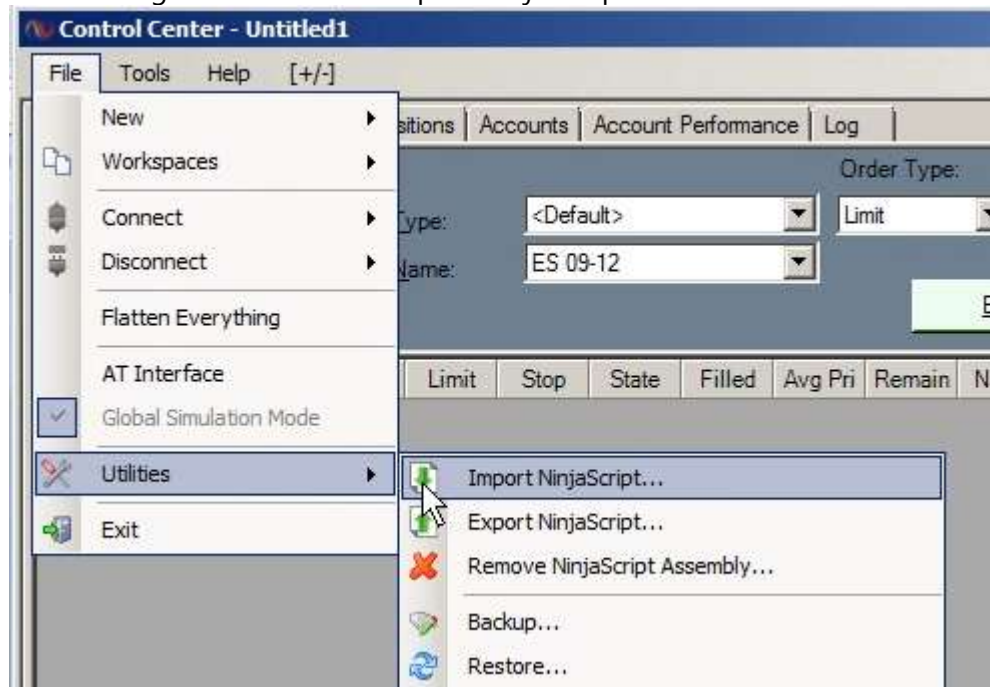 Control Center - Untitled1
File Tools Help [+/-]
New
Workspaces
Connect
Disconnect
Flatten Everything
AT Interface
Global Simulation Mode
Utilities
Exit
Accounts Account Performance Log
Order Type:
Type: <Default> Limit
Name: ES 09-12
Limit Stop State Filled Avg Pri Remain N
Import NinjaScript...
Export NinjaScript...
Remove NinjaScript Assembly...
Backup...
Restore...